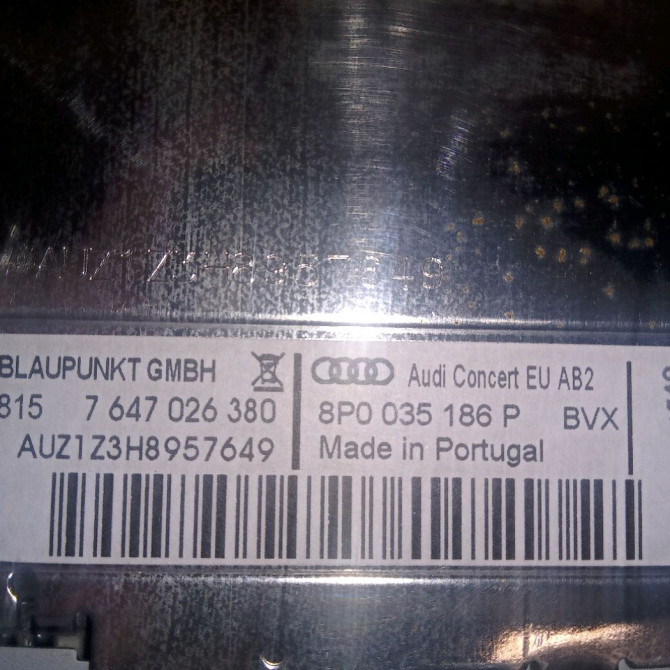 AUZ1Z3H8957649
BLAUPUNKT GMBH
Audi Concert EU AB2
815 7 647 026 380
8P0 035 186 P BVX
AUZ1Z3H8957649
Made in Portugal